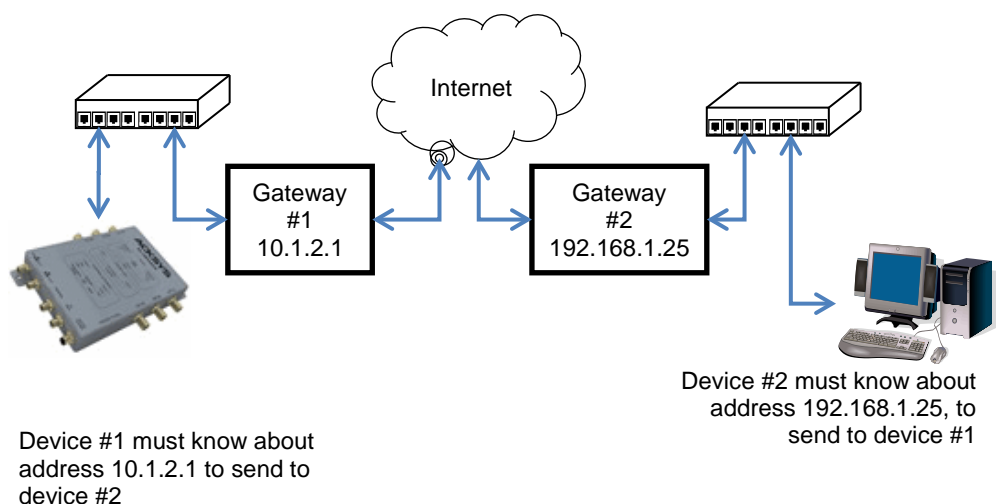 Internet
Gateway
#1
10.1.2.1
Gateway
#2
192.168.1.25
ACKSYS
Device #2 must know about
address 192.168.1.25, to
send to device #1
Device #1 must know about
address 10.1.2.1 to send to
device #2